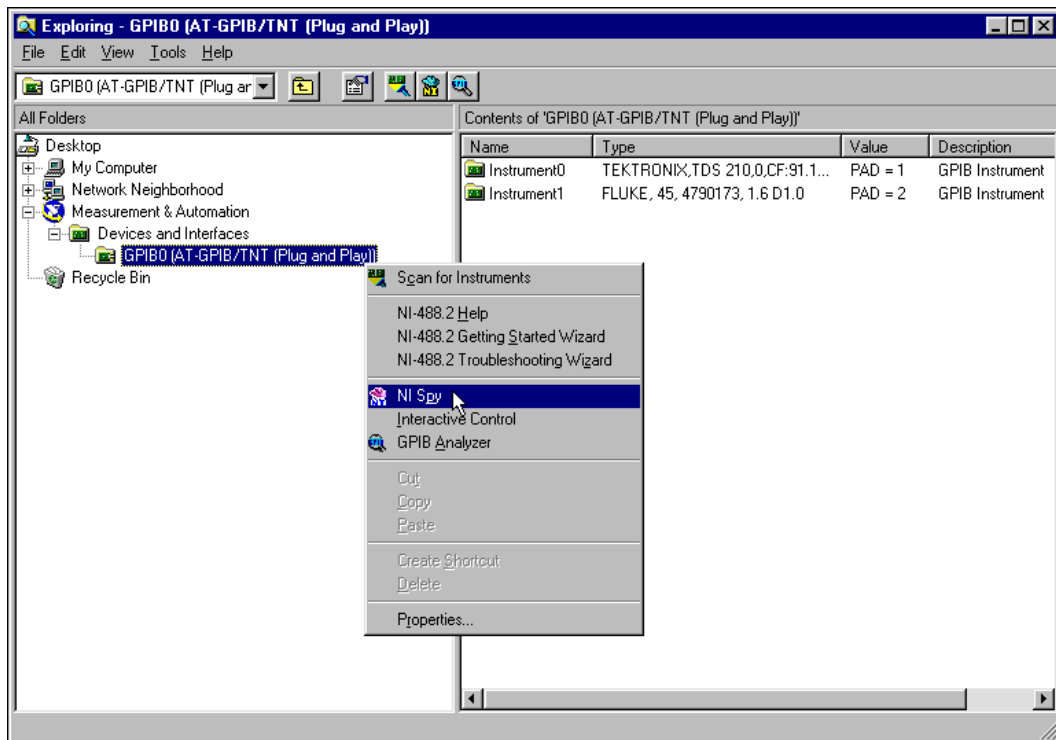 Exploring - GPIB0 (AT-GPIB/TNT (Plug and Play))
File Edit View Tools Help
GPIB0 (AT-GPIB/TNT (Plug ar
All Folders
Contents of 'GPIB0 (AT-GPIB/TNT (Plug and Play))'
Desktop
My Computer
Network Neighborhood
Measurement & Automation
Devices and Interfaces
GPIB0 (AT-GPIB/TNT (Plug and Play))
Recycle Bin
Name Type Value Description
Instrument0 TEKTRONIX,TDS 210,0,CF:91.1... PAD = 1 GPIB Instrument
Instrument1 FLUKE, 45, 4790173, 1.6 D1.0 PAD = 2 GPIB Instrument
Scan for Instruments
NI-488.2 Help
NI-488.2 Getting Started Wizard
NI-488.2 Troubleshooting Wizard
NI Spy
Interactive Control
GPIB Analyzer
Cut
Copy
Paste
Create Shortcut
Delete
Properties...